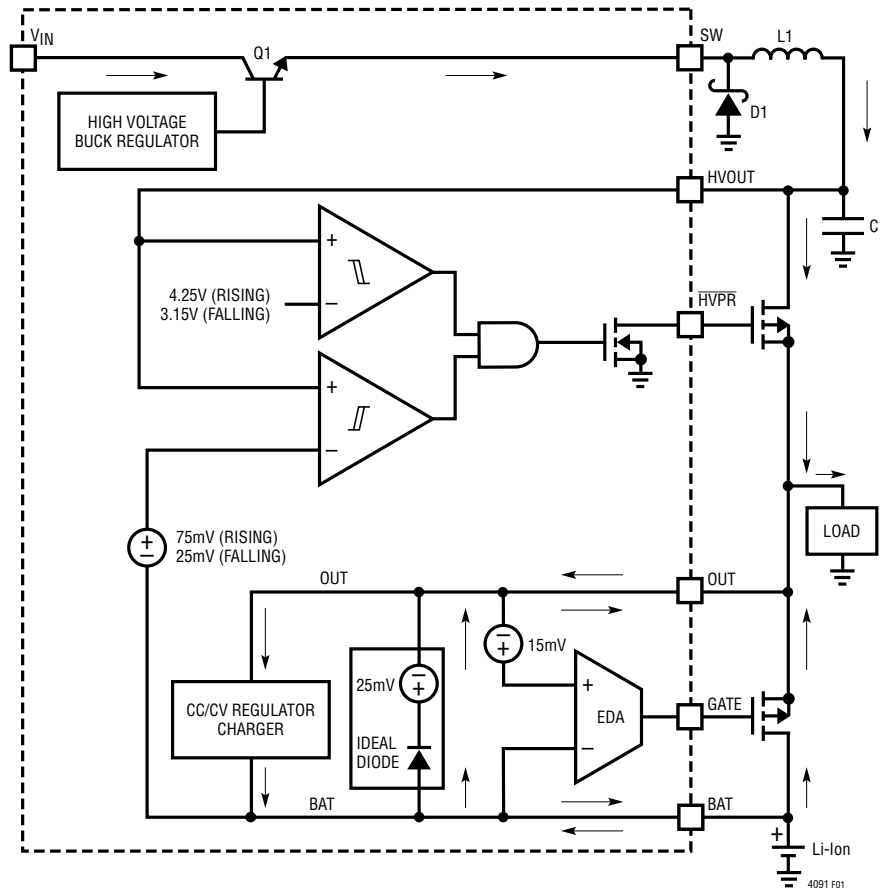 VIN
Q1
SW
L1
HIGH VOLTAGE
BUCK REGULATOR
D1
HVOUT
C1
+
4.25V (RISING)
3.15V (FALLING)
−
HVPR
+
−
+
−
75mV (RISING)
25mV (FALLING)
LOAD
OUT
OUT
−
+
15mV
−
+
25mV
+
EDA
GATE
CC/CV REGULATOR
CHARGER
IDEAL
DIODE
−
BAT
BAT
+
Li-Ion
4091 F01